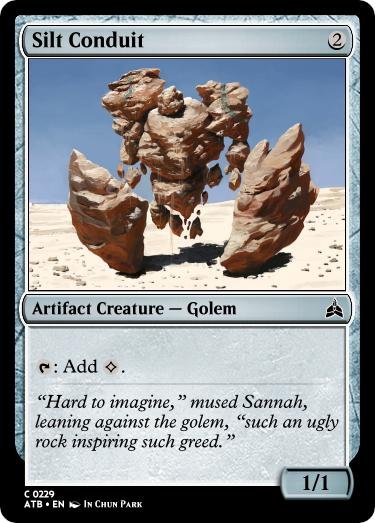 Silt Conduit 2
Artifact Creature — Golem
: Add .
“Hard to imagine,” mused Sannah,
leaning against the golem, “such an ugly
rock inspiring such greed.”
1/1
C 0229
ATB • EN In Chun Park